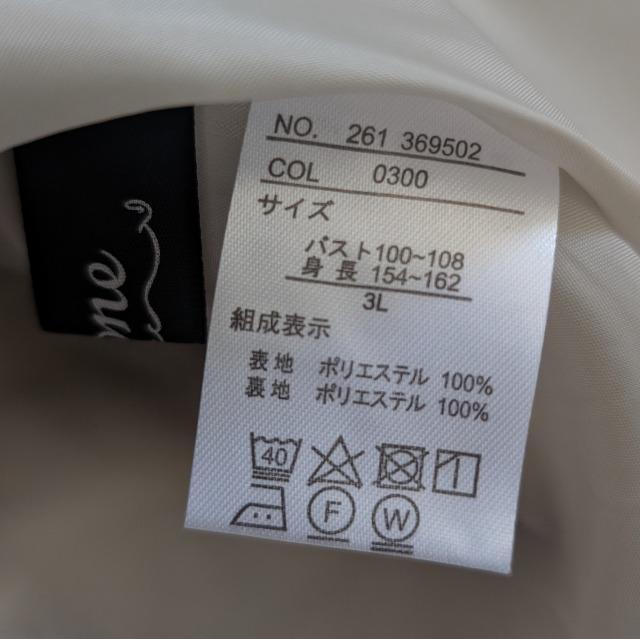 NO. 261 369502
COL 0300
サイズ
バスト100~108
身長 154~162
3L
組成表示
表地 ポリエステル 100%
裏地 ポリエステル 100%
40
F W